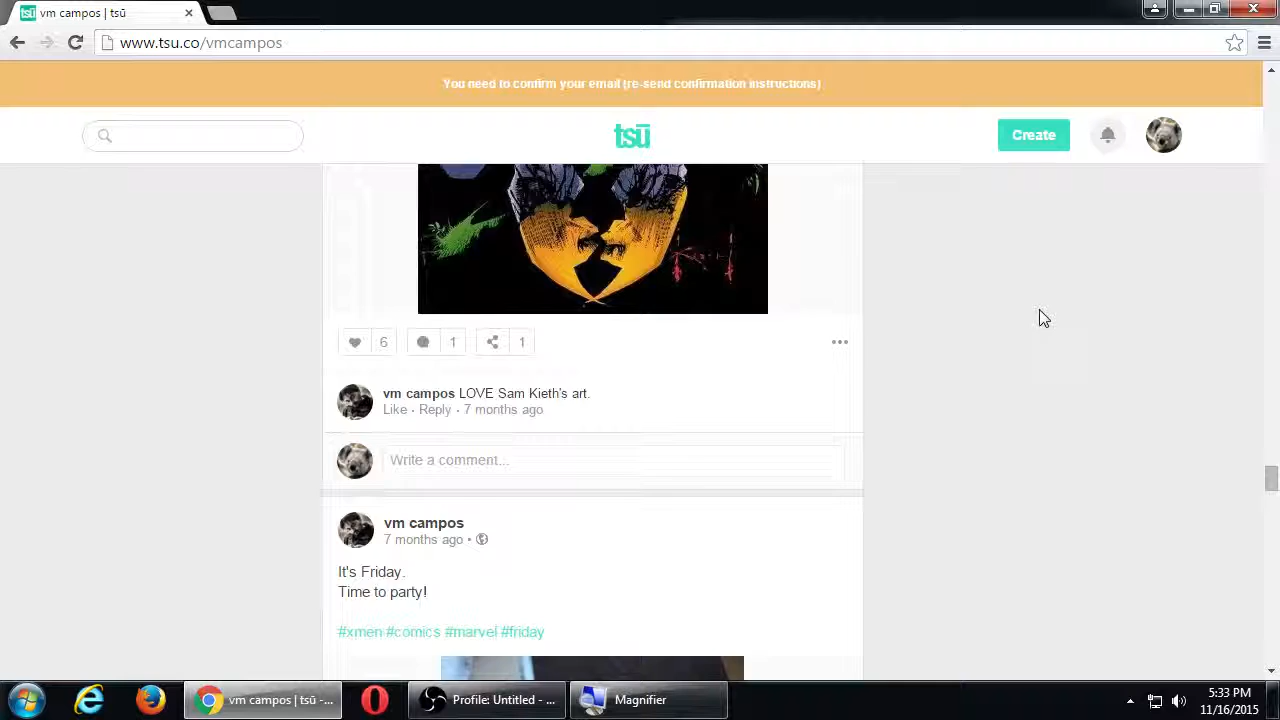 vm campos | tsū
www.tsu.co/vmcampos
You need to confirm your email (re-send confirmation instructions)
tsū
Create
6
1
1
vm campos LOVE Sam Kieth's art.
Like · Reply · 7 months ago
Write a comment...
vm campos
7 months ago •
It's Friday.
Time to party!
#xmen #comics #marvel #friday
vm campos | tsū -...
Profile: Untitled - ...
Magnifier
5:33 PM
11/16/2015